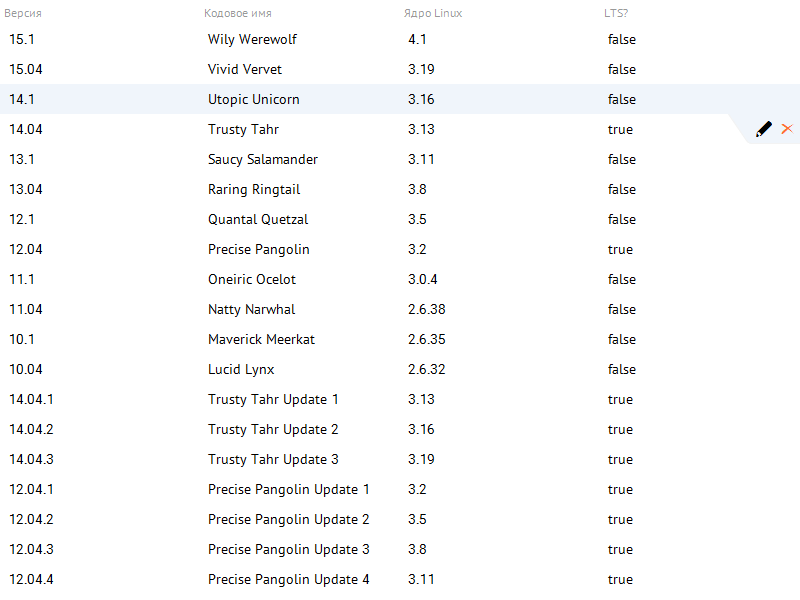 Версия Кодовое имя Ядро Linux LTS?
15.1 Wily Werewolf 4.1 false
15.04 Vivid Vervet 3.19 false
14.1 Utopic Unicorn 3.16 false
14.04 Trusty Tahr 3.13 true
13.1 Saucy Salamander 3.11 false
13.04 Raring Ringtail 3.8 false
12.1 Quantal Quetzal 3.5 false
12.04 Precise Pangolin 3.2 true
11.1 Oneiric Ocelot 3.0.4 false
11.04 Natty Narwhal 2.6.38 false
10.1 Maverick Meerkat 2.6.35 false
10.04 Lucid Lynx 2.6.32 false
14.04.1 Trusty Tahr Update 1 3.13 true
14.04.2 Trusty Tahr Update 2 3.16 true
14.04.3 Trusty Tahr Update 3 3.19 true
12.04.1 Precise Pangolin Update 1 3.2 true
12.04.2 Precise Pangolin Update 2 3.5 true
12.04.3 Precise Pangolin Update 3 3.8 true
12.04.4 Precise Pangolin Update 4 3.11 true